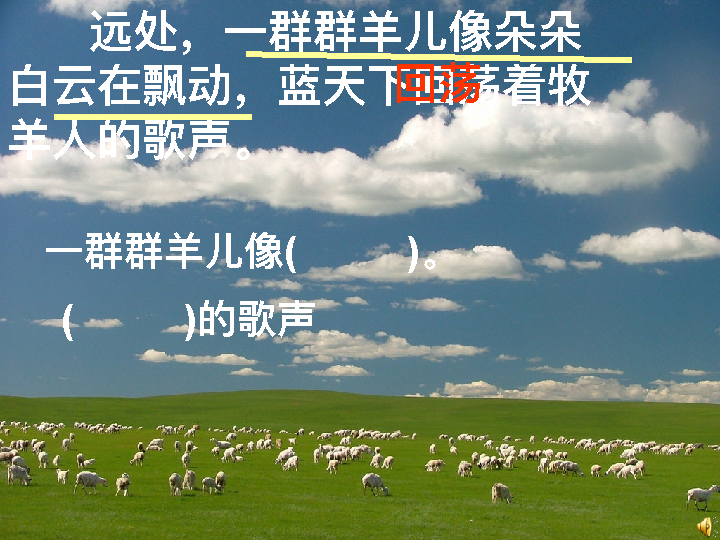 远处，一群群羊儿像朵朵
白云在飘动，蓝天下回荡着牧
羊人的歌声。
一群群羊儿像(　　)。
(　　)的歌声